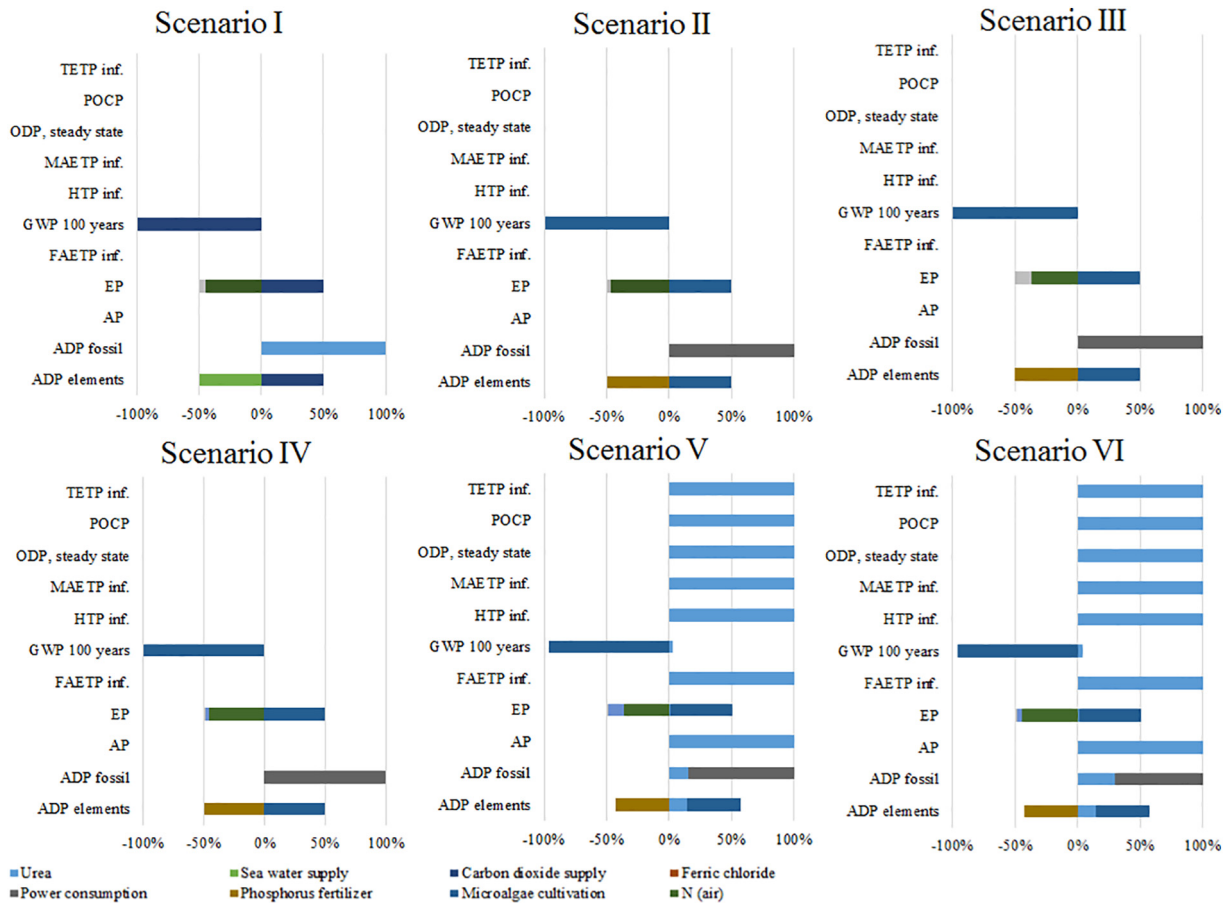 Scenario I
TETP inf.
POCP
ODP, steady state
MAETP inf.
HTP inf.
GWP 100 years
FAETP inf.
EP
AP
ADP fossil
ADP elements
-100% -50% 0% 50% 100%
Scenario II
TETP inf.
POCP
ODP, steady state
MAETP inf.
HTP inf.
GWP 100 years
FAETP inf.
EP
AP
ADP fossil
ADP elements
-100% -50% 0% 50% 100%
Scenario III
TETP inf.
POCP
ODP, steady state
MAETP inf.
HTP inf.
GWP 100 years
FAETP inf.
EP
AP
ADP fossil
ADP elements
-100% -50% 0% 50% 100%
Scenario IV
TETP inf.
POCP
ODP, steady state
MAETP inf.
HTP inf.
GWP 100 years
FAETP inf.
EP
AP
ADP fossil
ADP elements
-100% -50% 0% 50% 100%
Scenario V
TETP inf.
POCP
ODP, steady state
MAETP inf.
HTP inf.
GWP 100 years
FAETP inf.
EP
AP
ADP fossil
ADP elements
-100% -50% 0% 50% 100%
Scenario VI
TETP inf.
POCP
ODP, steady state
MAETP inf.
HTP inf.
GWP 100 years
FAETP inf.
EP
AP
ADP fossil
ADP elements
-100% -50% 0% 50% 100%
Urea Sea water supply Carbon dioxide supply Ferric chloride
Power consumption Phosphorus fertilizer Microalgae cultivation N (air)